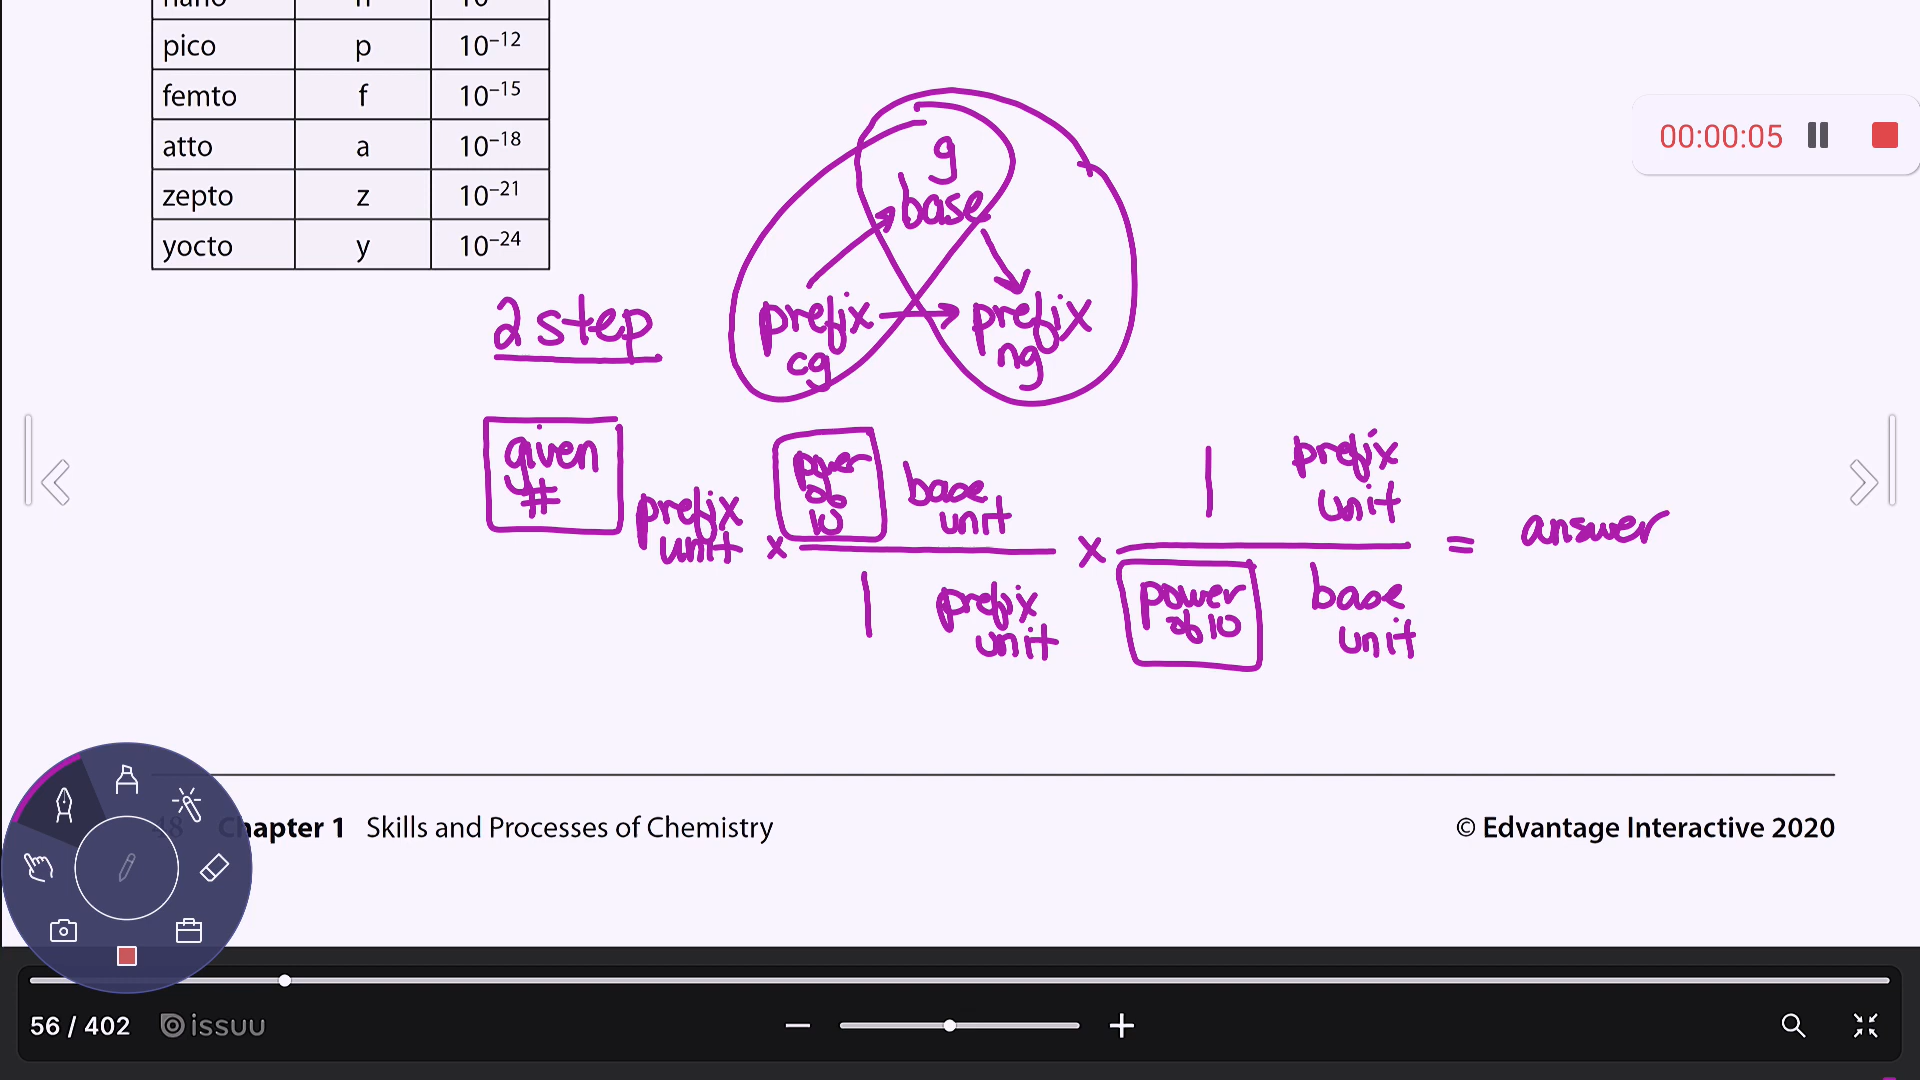 nano n 10
pico p 10⁻¹²
femto f 10⁻¹⁵
atto a 10⁻¹⁸
zepto z 10⁻²¹
yocto y 10⁻²⁴
00:00:05
g
base
prefix prefix
cg ng
2 step
given
#
prefix
unit
x
power
of
10
base
unit
1 prefix
unit
x
1 prefix
unit
power
of 10
base
unit
= answer
48 Chapter 1 Skills and Processes of Chemistry
© Edvantage Interactive 2020
56 / 402 issuu